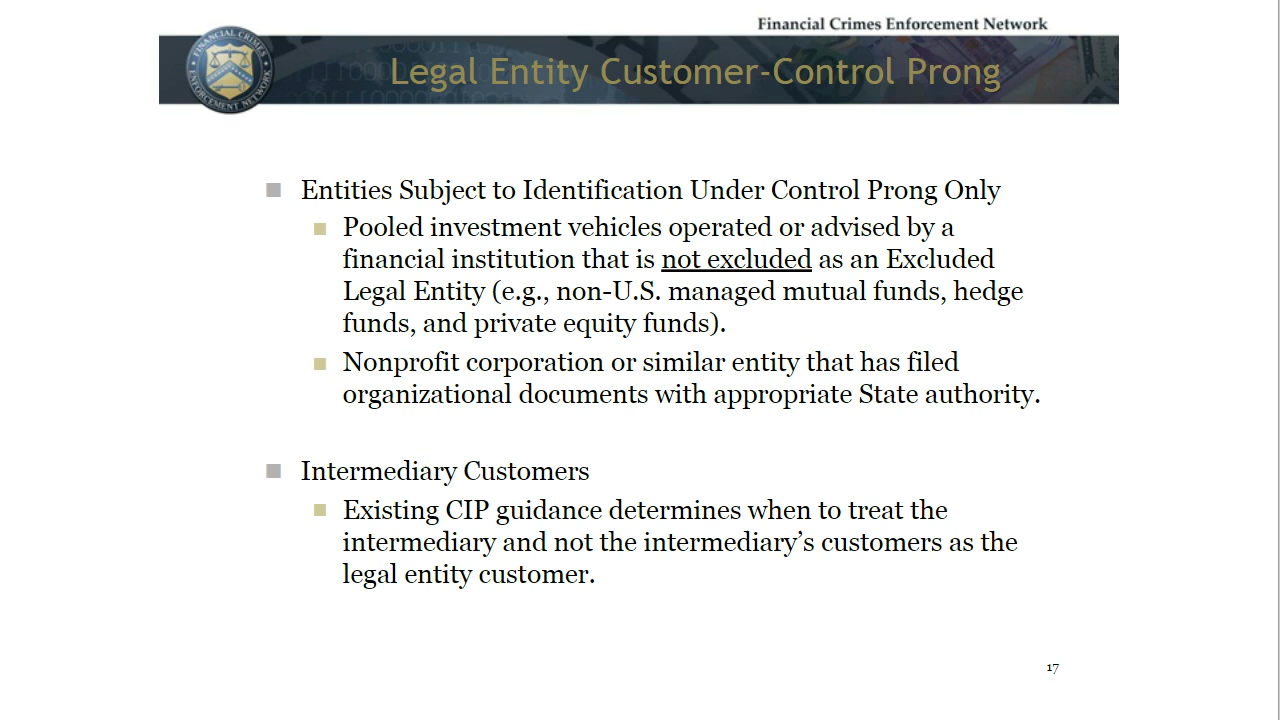 Financial Crimes Enforcement Network
FINANCIAL CRIMES
ENFORCEMENT NETWORK
Legal Entity Customer-Control Prong
Entities Subject to Identification Under Control Prong Only
Pooled investment vehicles operated or advised by a
financial institution that is not excluded as an Excluded
Legal Entity (e.g., non-U.S. managed mutual funds, hedge
funds, and private equity funds).
Nonprofit corporation or similar entity that has filed
organizational documents with appropriate State authority.
Intermediary Customers
Existing CIP guidance determines when to treat the
intermediary and not the intermediary’s customers as the
legal entity customer.
17